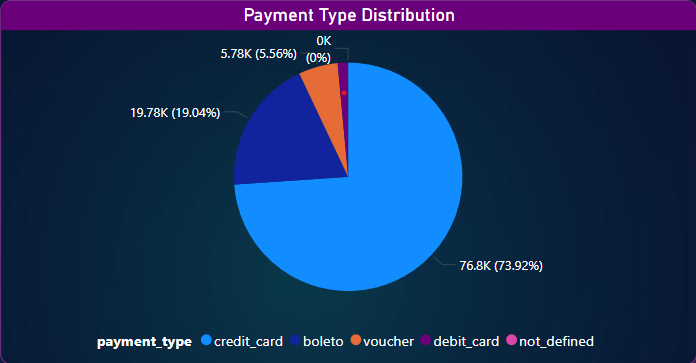 Payment Type Distribution
0K
(0%)
5.78K (5.56%)
19.78K (19.04%)
76.8K (73.92%)
payment_type credit_card boleto voucher debit_card not_defined